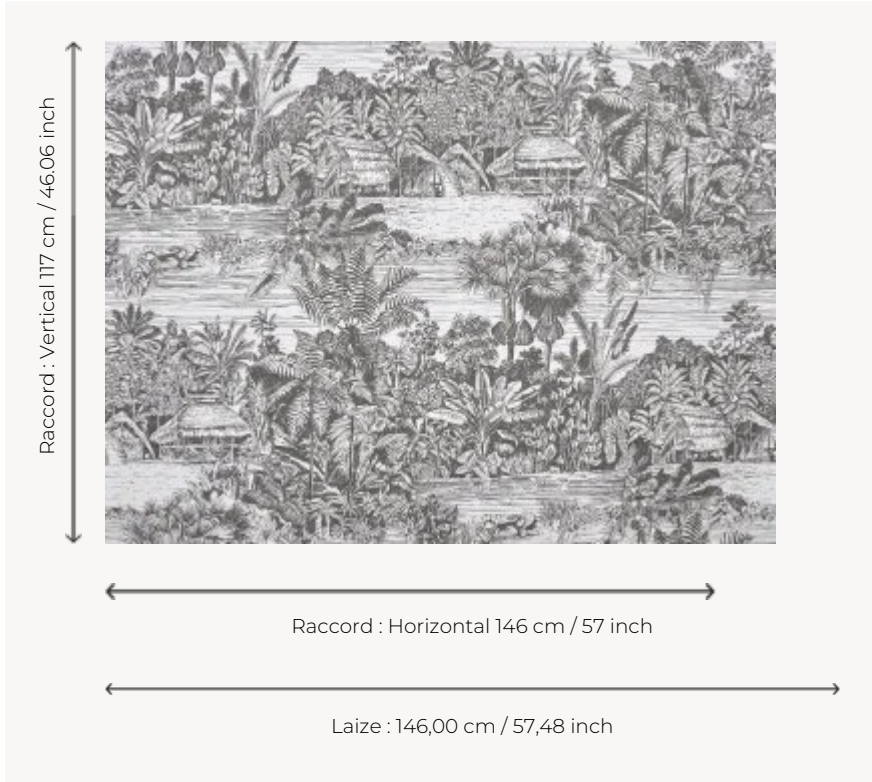 Raccord : Vertical 117 cm / 46.06 inch
Raccord : Horizontal 146 cm / 57 inch
Laize : 146,00 cm / 57,48 inch